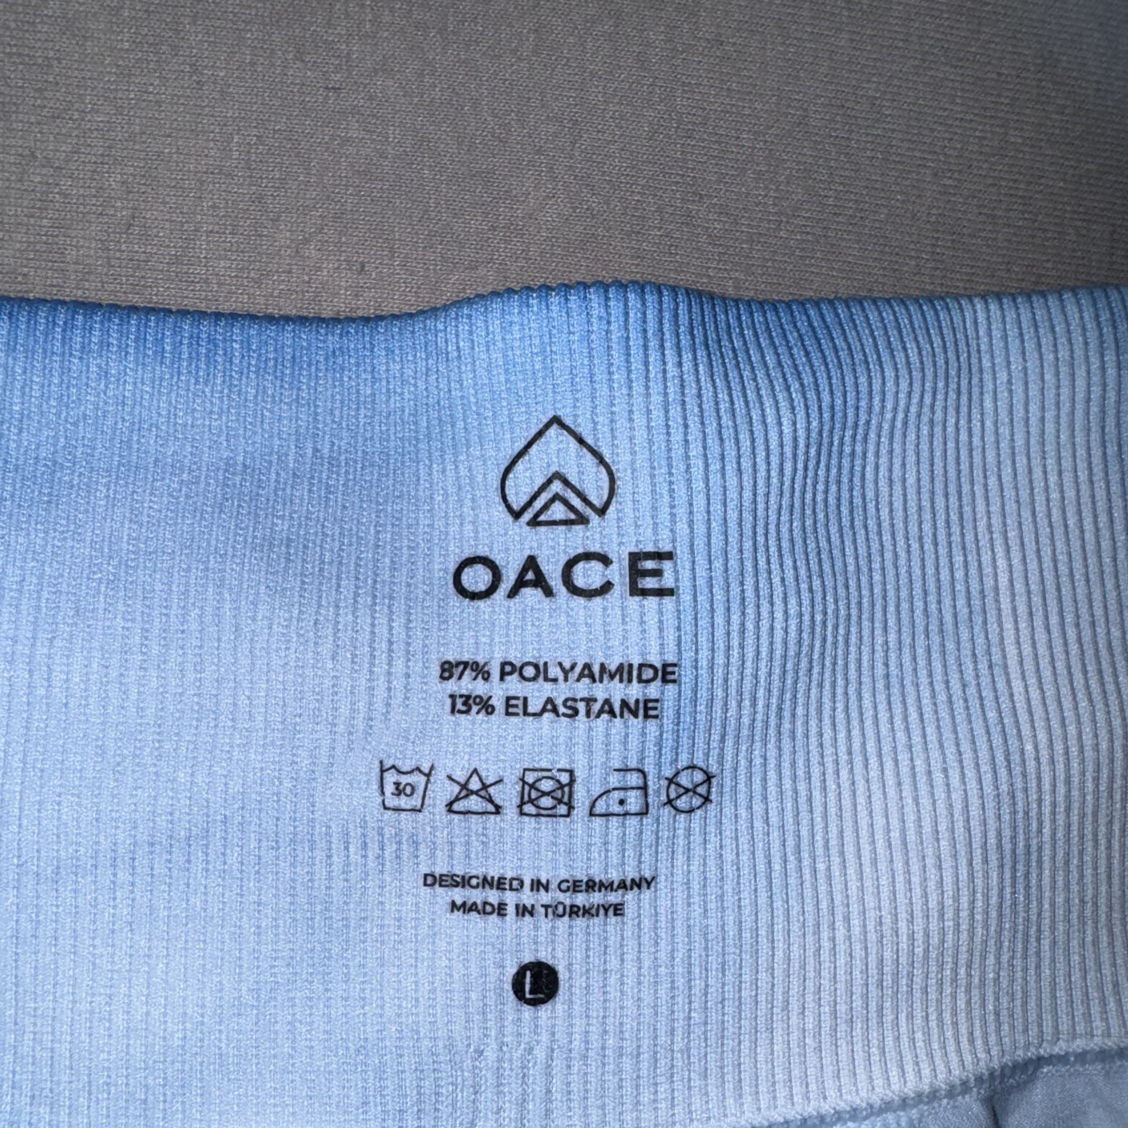 OACE
87% POLYAMIDE
13% ELASTANE
30
DESIGNED IN GERMANY
MADE IN TÜRKIYE
L